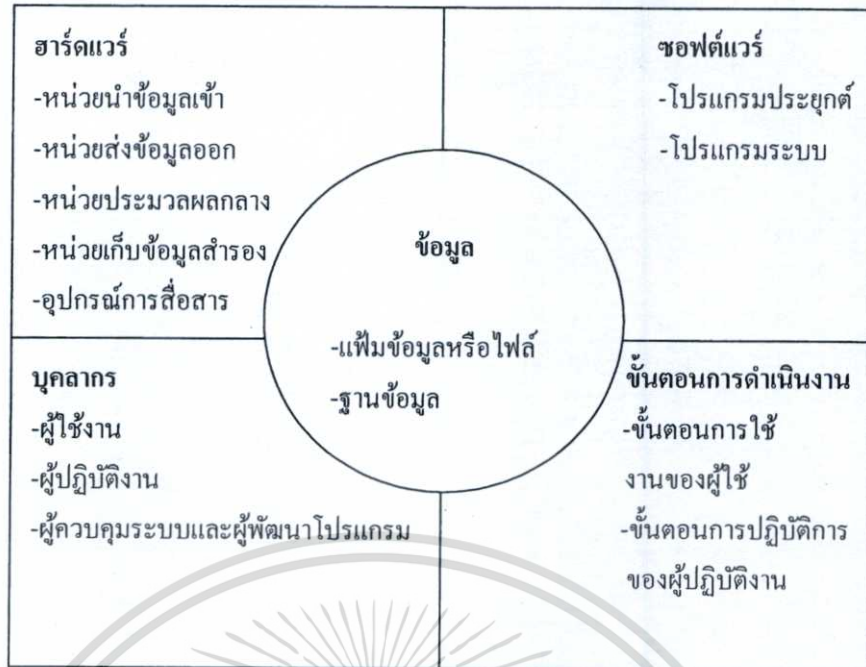 ฮาร์ดแวร์
-หน่วยนำข้อมูลเข้า
-หน่วยส่งข้อมูลออก
-หน่วยประมวลผลกลาง
-หน่วยเก็บข้อมูลสำรอง
-อุปกรณ์การสื่อสาร
ซอฟต์แวร์
-โปรแกรมประยุกต์
-โปรแกรมระบบ
ข้อมูล
-แฟ้มข้อมูลหรือไฟล์
-ฐานข้อมูล
บุคลากร
-ผู้ใช้งาน
-ผู้ปฏิบัติงาน
-ผู้ควบคุมระบบและผู้พัฒนาโปรแกรม
ขั้นตอนการดำเนินงาน
-ขั้นตอนการใช้
งานของผู้ใช้
-ขั้นตอนการปฏิบัติการ
ของผู้ปฏิบัติงาน